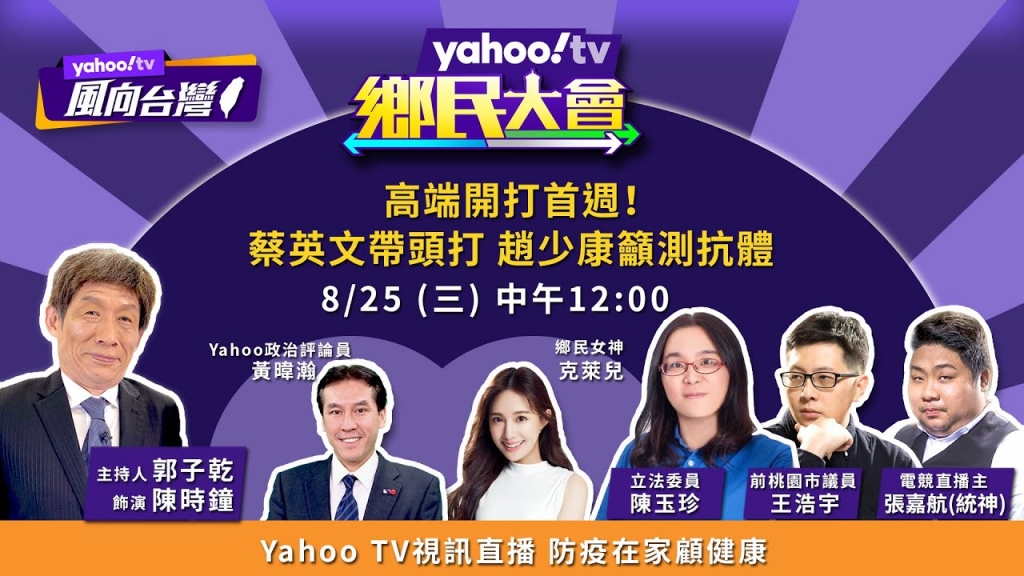 yahoo!tv
風向台灣
yahoo!tv
鄉民大會
高端開打首週！
蔡英文帶頭打 趙少康籲測抗體
8/25 (三) 中午12:00
Yahoo政治評論員
黃暐瀚
鄉民女神
克萊兒
主持人 郭子乾
飾演 陳時鐘
立法委員
陳玉珍
前桃園市議員
王浩宇
電競直播主
張嘉航(統神)
Yahoo TV視訊直播 防疫在家顧健康